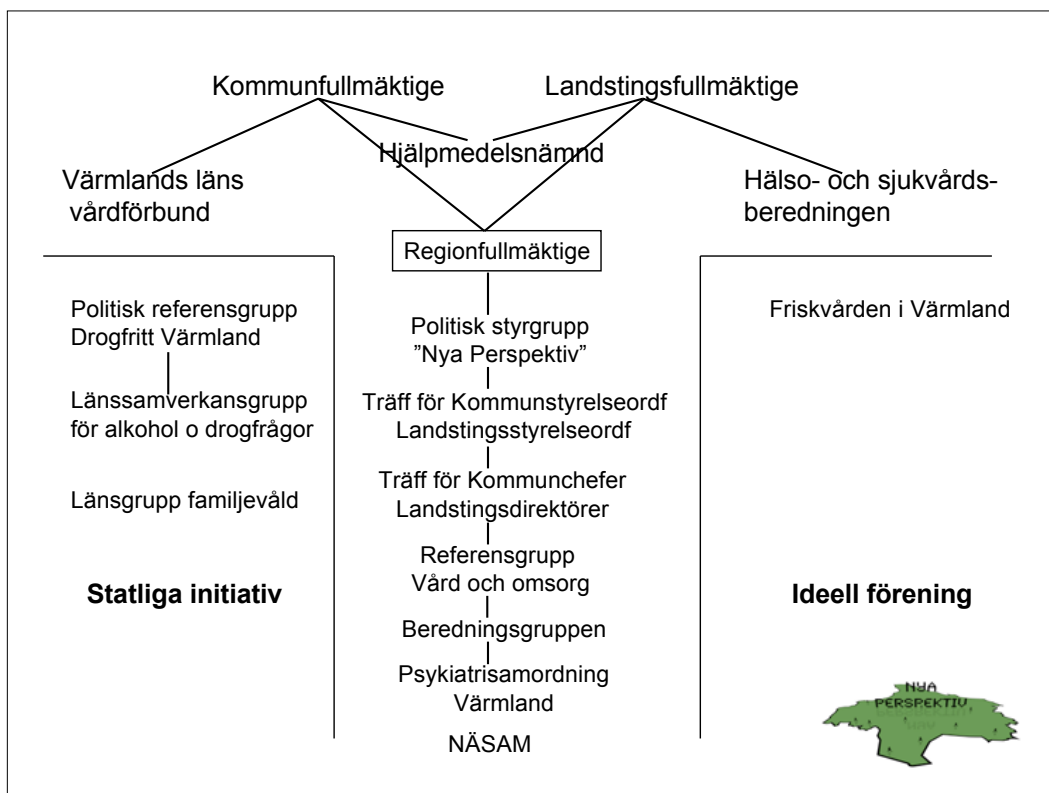 Kommunfullmäktige
Landstingsfullmäktige
Hjälpmedelsnämnd
Värmlands läns
vårdförbund
Hälso- och sjukvårds-
beredningen
Regionfullmäktige
Politisk referensgrupp
Drogfritt Värmland
Länssamverkansgrupp
för alkohol o drogfrågor
Länsgrupp familjevåld
Statliga initiativ
Politisk styrgrupp
”Nya Perspektiv”
Träff för Kommunstyrelseordf
Landstingsstyrelseordf
Träff för Kommunchefer
Landstingsdirektörer
Referensgrupp
Vård och omsorg
Beredningsgruppen
Psykiatrisamordning
Värmland
NÄSAM
Friskvården i Värmland
Ideell förening
NYA
PERSPEKTIV